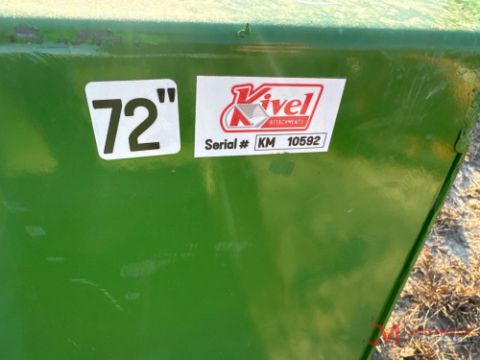 72"
Kivel
ATTACHMENTS
Serial # KM 10592